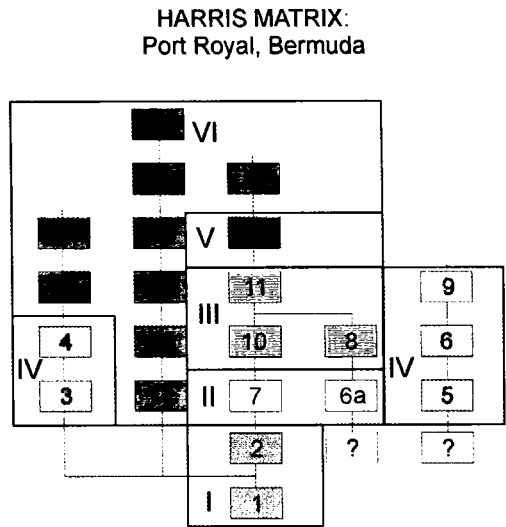 HARRIS MATRIX:
Port Royal, Bermuda
VI
V
11 9
III
4 10 8 6
IV IV
3 II 7 6a 5
2 ? ?
I 1